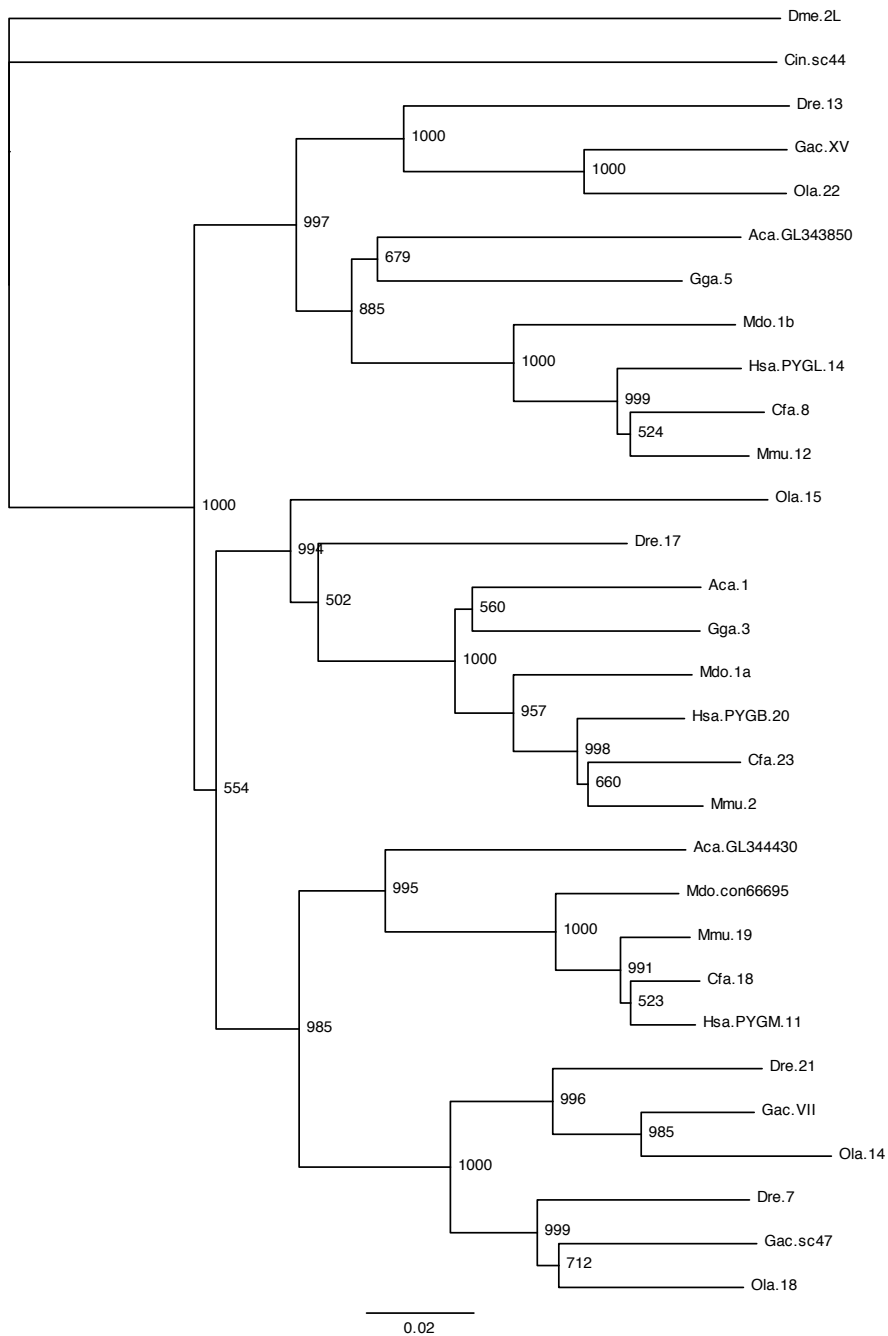 Dme.2L
Cin.sc44
Dre.13
1000
Gac.XV
1000
Ola.22
997
Aca.GL343850
679
Gga.5
885
Mdo.1b
1000
Hsa.PYGL.14
999
Cfa.8
524
Mmu.12
1000
Ola.15
994
Dre.17
502
Aca.1
560
Gga.3
1000
Mdo.1a
957
Hsa.PYGB.20
998
Cfa.23
660
Mmu.2
554
Aca.GL344430
995
Mdo.con66695
1000
Mmu.19
991
Cfa.18
523
Hsa.PYGM.11
985
Dre.21
996
Gac.VII
985
Ola.14
1000
Dre.7
999
Gac.sc47
712
Ola.18
0.02